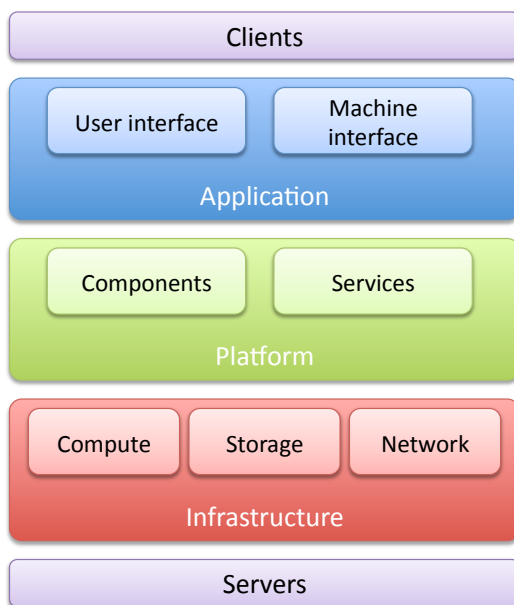 Clients
User interface
Machine
interface
Application
Components
Services
Platform
Compute
Storage
Network
Infrastructure
Servers